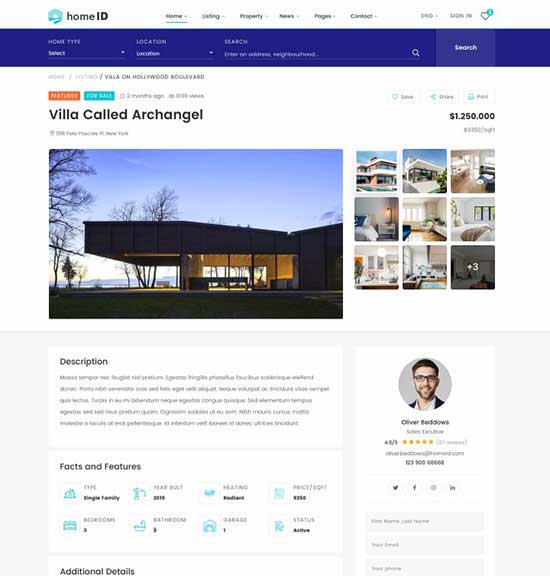 homeID
Home Listing Property News Pages Contact ENG SIGN IN 2
HOME TYPE LOCATION SEARCH
Select Location Enter an address, neighbourhood... Search
HOME / LISTING / VILLA ON HOLLYWOOD BOULEVARD
FEATURED FOR SALE 2 months ago 1039 views Save Share Print
Villa Called Archangel $1.250.000
398 Pete Pascale Pl, New York $9350/SqFt
+3
Description
Massa tempor nec feugiat nisl pretium. Egestas fringilla phasellus faucibus scelerisque eleifend
donec. Porta nibh venenatis cras sed felis eget velit aliquet. Neque volutpat ac tincidunt vitae semper
quis lectus. Turpis in eu mi bibendum neque egestas congue quisque. Sed elementum tempus
egestas sed sed risus pretium quam. Dignissim sodales ut eu sem. Nibh mauris cursus mattis
molestie a iaculis at erat pellentesque. Id interdum velit laoreet id donec ultrices tincidunt.
Oliver Beddows
Sales Excutive
4.8/5 (67 reviews)
oliverbeddows@homeid.com
123 900 68668
Facts and Features
TYPE YEAR BUILT HEATING PRICE/SQFT
Single Family 2019 Radiant $350
BEDROOMS BATHROOM GARAGE STATUS
3 2 1 Active
First Name, Last Name
Your Email
Your phone
Additional Details